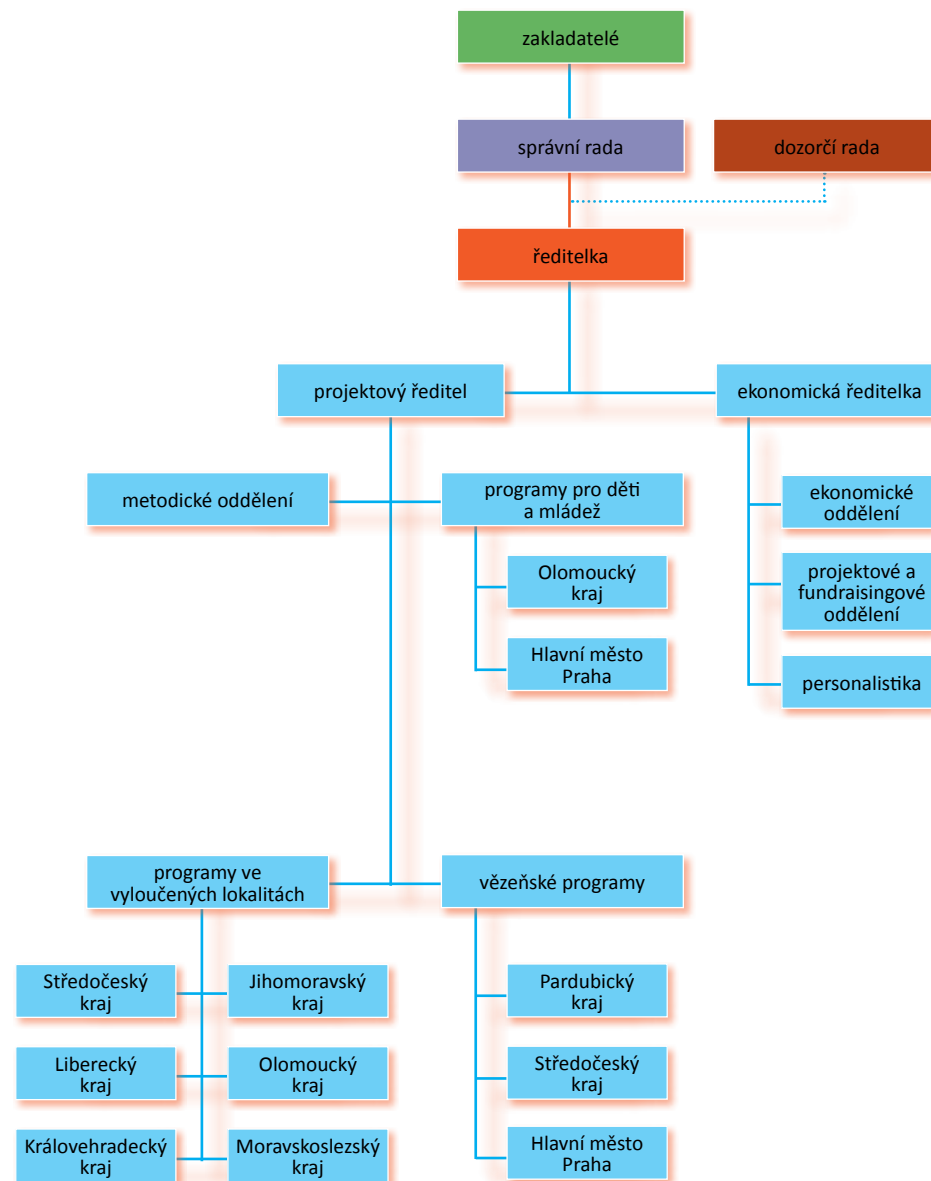 zakladatelé
správní rada
dozorčí rada
ředitelka
projektový ředitel
ekonomická ředitelka
metodické oddělení
programy pro děti
a mládež
ekonomické
oddělení
Olomoucký
kraj
projektové a
fundraisingové
oddělení
Hlavní město
Praha
personalistika
programy ve
vyloučených lokalitách
vězeňské programy
Středočeský
kraj
Jihomoravský
kraj
Pardubický
kraj
Liberecký
kraj
Olomoucký
kraj
Středočeský
kraj
Královehradecký
kraj
Moravskoslezský
kraj
Hlavní město
Praha